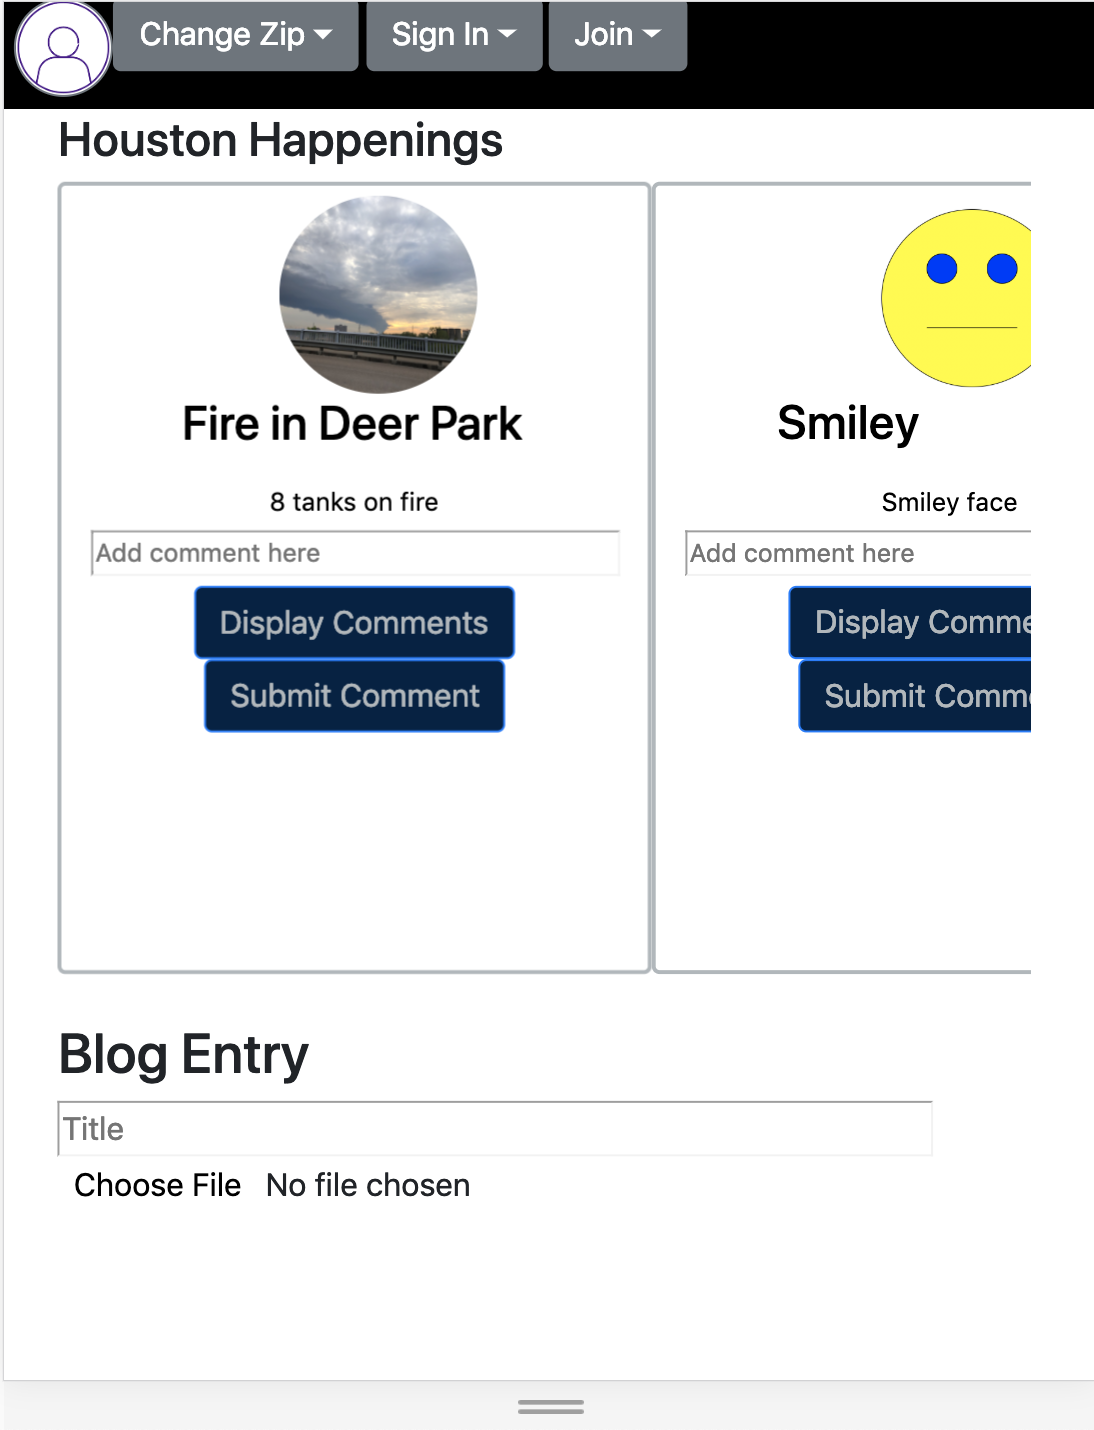 Change Zip Sign In Join
Houston Happenings
Fire in Deer Park
8 tanks on fire
Add comment here
Display Comments
Submit Comment
Smiley
Smiley face
Add comment here
Display Comme
Submit Comm
Blog Entry
Title
Choose File No file chosen